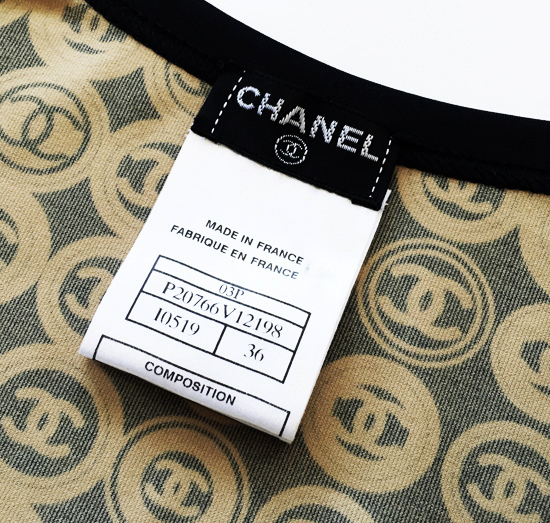 CHANEL
MADE IN FRANCE
FABRIQUE EN FRANCE
03P
P20766V12198
10519
36
COMPOSITION